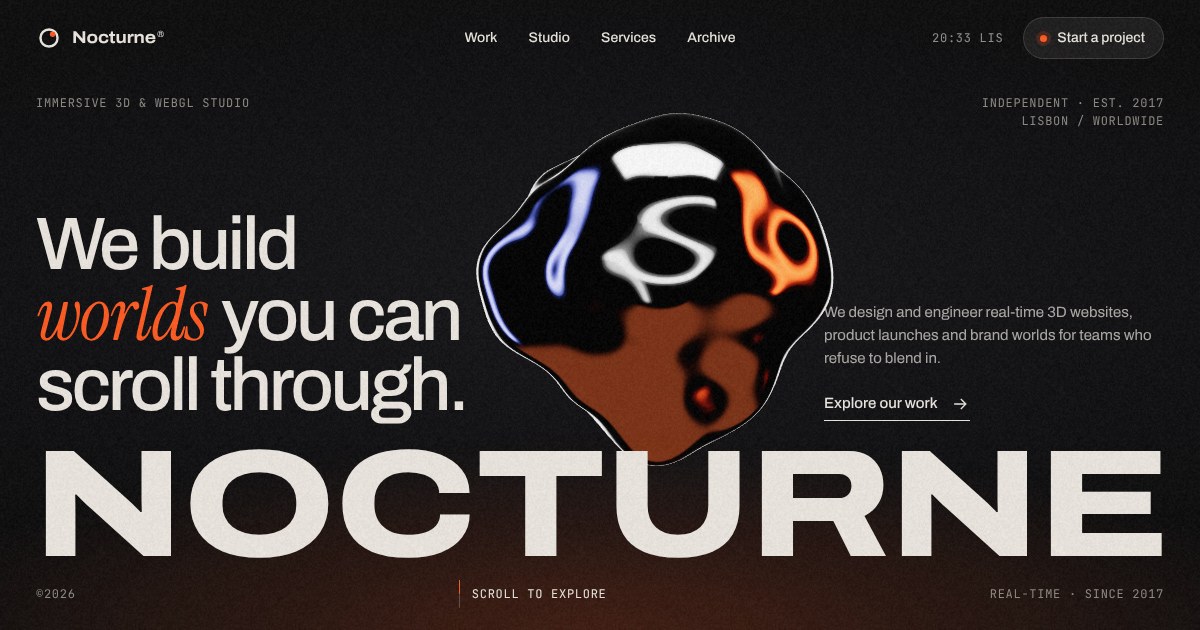 Nocturne®
Work Studio Services Archive
20:33 LIS
Start a project
IMMERSIVE 3D & WEBGL STUDIO
INDEPENDENT · EST. 2017
LISBON / WORLDWIDE
We build
worlds you can
scroll through.
We design and engineer real-time 3D websites,
product launches and brand worlds for teams who
refuse to blend in.
Explore our work →
NOCTURNE
©2026
SCROLL TO EXPLORE
REAL-TIME · SINCE 2017